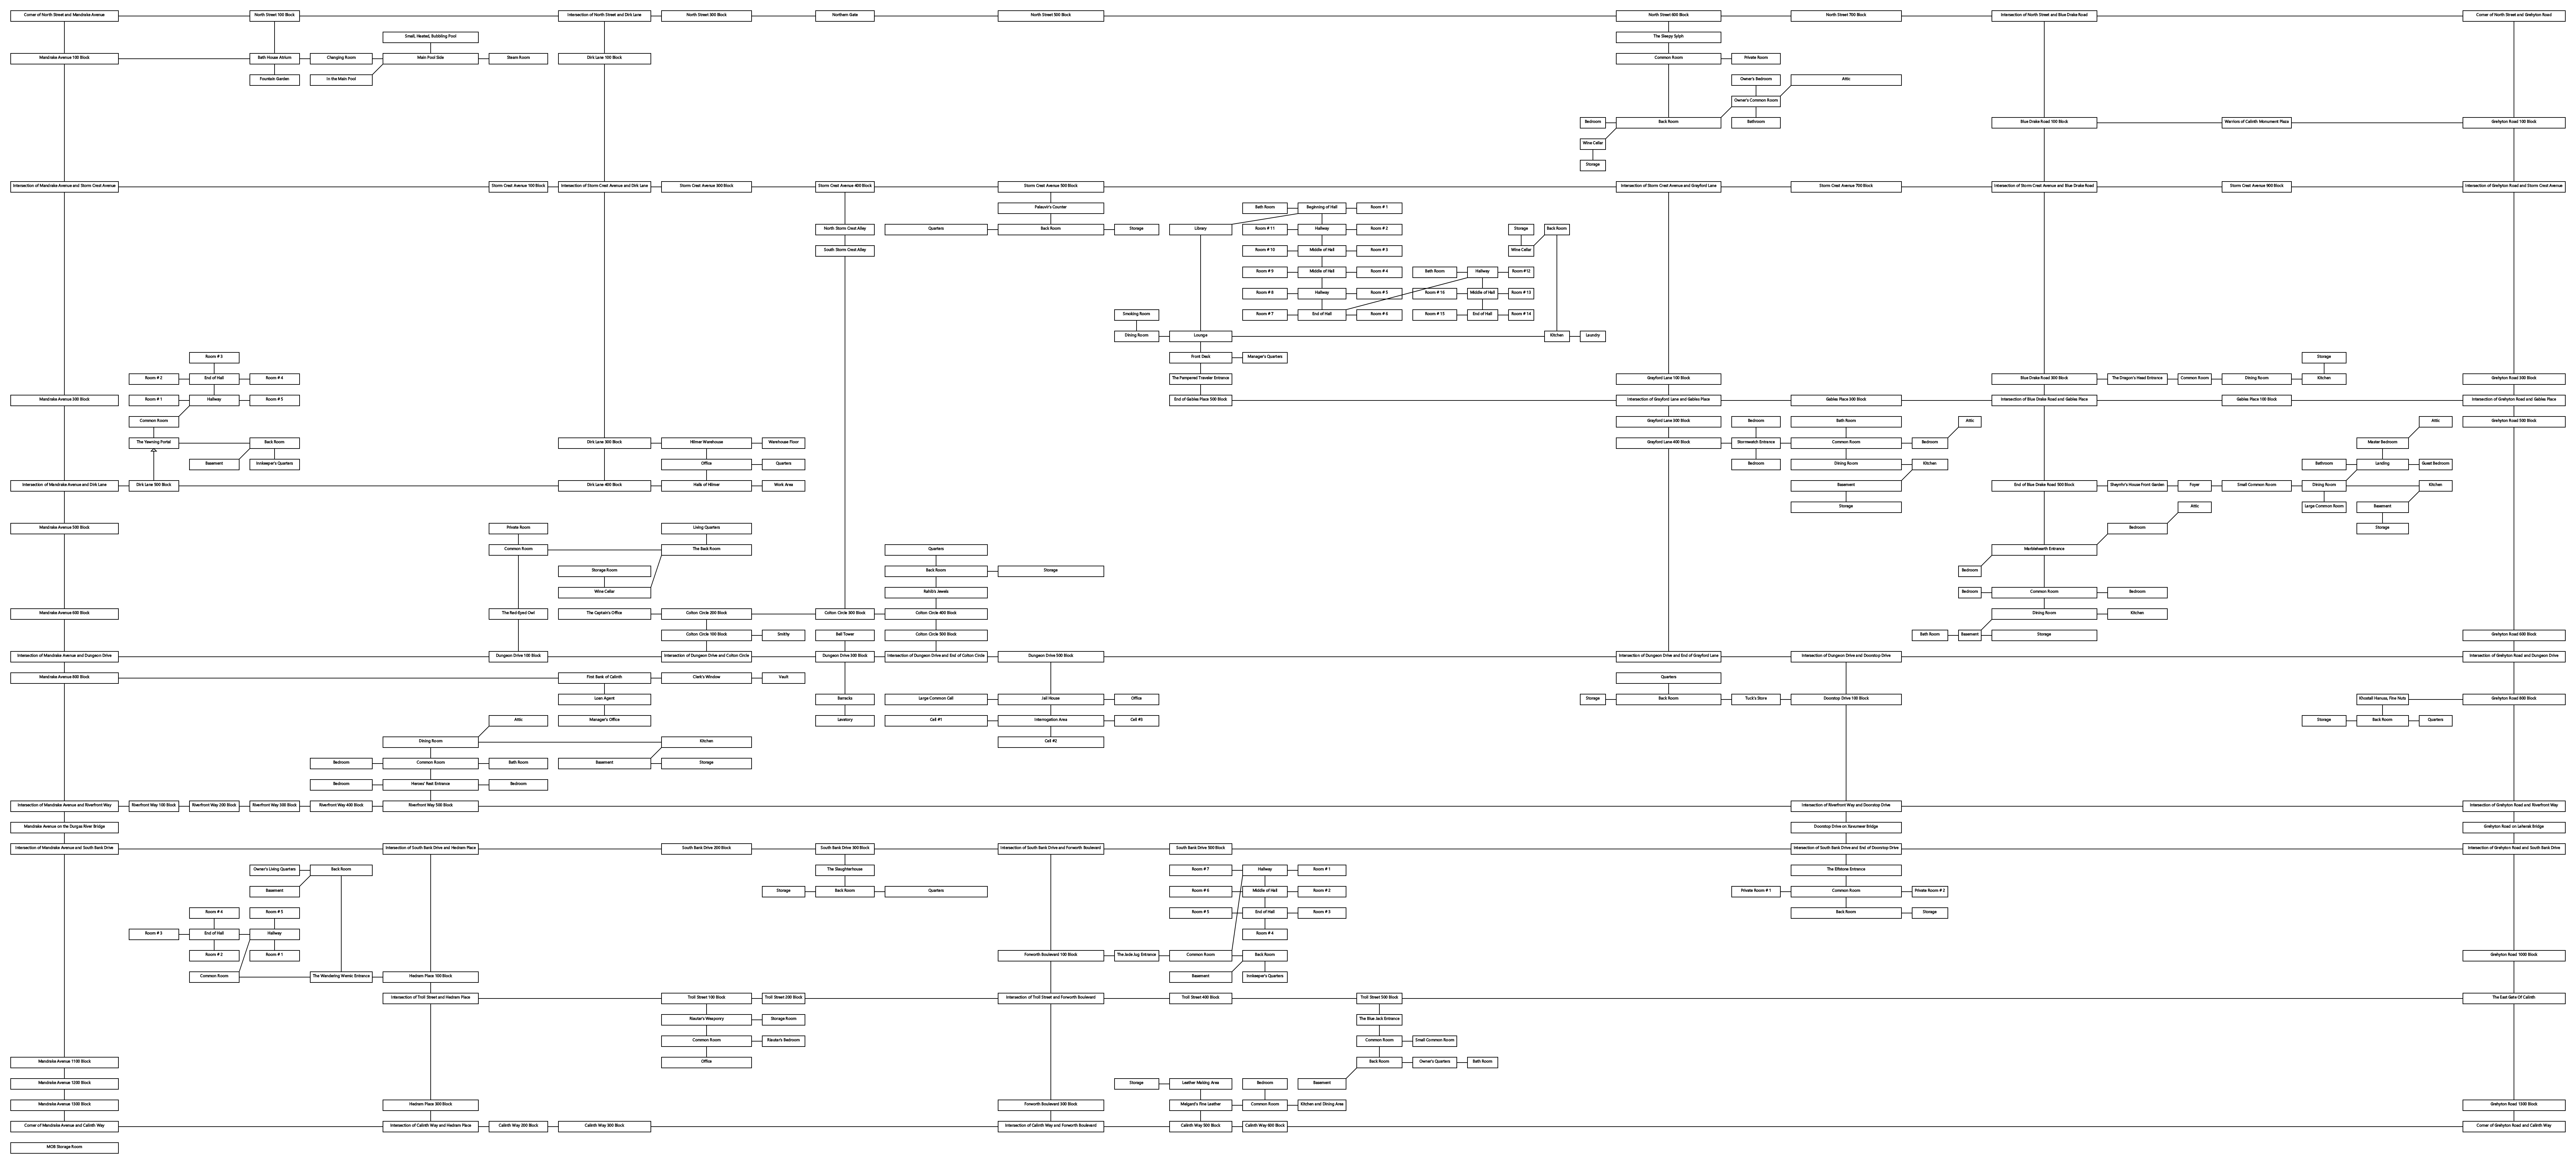 Corner of North Street and Mandrake Avenue
North Street 100 Block
Intersection of North Street and Dirk Lane
North Street 300 Block
Northern Gate
North Street 500 Block
North Street 600 Block
North Street 700 Block
Intersection of North Street and Blue Drake Road
Corner of North Street and Grehyton Road
Small, Heated, Bubbling Pool
The Sleepy Sylph
Mandrake Avenue 100 Block
Bath House Atrium
Changing Room
Main Pool Side
Steam Room
Dirk Lane 100 Block
Common Room
Private Room
Fountain Garden
In the Main Pool
Owner's Bedroom
Attic
Owner's Common Room
Bedroom
Back Room
Bathroom
Blue Drake Road 100 Block
Warriors of Calinth Monument Place
Grehyton Road 100 Block
Wine Cellar
Storage
Intersection of Mandrake Avenue and Storm Crest Avenue
Storm Crest Avenue 100 Block
Intersection of Storm Crest Avenue and Dirk Lane
Storm Crest Avenue 300 Block
Storm Crest Avenue 400 Block
Storm Crest Avenue 500 Block
Intersection of Storm Crest Avenue and Grayford Lane
Storm Crest Avenue 700 Block
Intersection of Storm Crest Avenue and Blue Drake Road
Storm Crest Avenue 900 Block
Intersection of Grehyton Road and Storm Crest Avenue
Palauvir's Counter
Bath Room
Beginning of Hall
Room # 1
North Storm Crest Alley
Quarters
Back Room
Storage
Library
Room # 11
Hallway
Room # 2
Storage
Back Room
South Storm Crest Alley
Room # 10
Middle of Hall
Room # 3
Wine Cellar
Room # 9
Middle of Hall
Room # 4
Bath Room
Hallway
Room #12
Room # 8
Hallway
Room # 5
Room # 16
Middle of Hall
Room # 13
Smoking Room
Room # 7
End of Hall
Room # 6
Room # 15
End of Hall
Room # 14
Dining Room
Lounge
Kitchen
Laundry
Room # 3
Front Desk
Manager's Quarters
Storage
Room # 2
End of Hall
Room # 4
The Pampered Traveler Entrance
Grayford Lane 100 Block
Blue Drake Road 300 Block
The Dragon's Head Entrance
Common Room
Dining Room
Kitchen
Grehyton Road 300 Block
Mandrake Avenue 300 Block
Room # 1
Hallway
Room # 5
End of Gables Place 500 Block
Intersection of Grayford Lane and Gables Place
Gables Place 300 Block
Intersection of Blue Drake Road and Gables Place
Gables Place 100 Block
Intersection of Grehyton Road and Gables Place
Common Room
Grayford Lane 300 Block
Bedroom
Bath Room
Attic
Attic
Grehyton Road 500 Block
The Yawning Portal
Back Room
Dirk Lane 300 Block
Hilmer Warehouse
Warehouse Floor
Grayford Lane 400 Block
Stormwatch Entrance
Common Room
Bedroom
Master Bedroom
Basement
Innkeeper's Quarters
Office
Quarters
Bedroom
Dining Room
Kitchen
Bathroom
Landing
Guest Bedroom
Intersection of Mandrake Avenue and Dirk Lane
Dirk Lane 500 Block
Dirk Lane 400 Block
Halls of Hilmer
Work Area
Basement
End of Blue Drake Road 500 Block
Shayrthr's House Front Garden
Foyer
Small Common Room
Dining Room
Kitchen
Storage
Attic
Large Common Room
Basement
Mandrake Avenue 500 Block
Private Room
Living Quarters
Bedroom
Storage
Common Room
The Back Room
Quarters
Marblehearth Entrance
Storage Room
Back Room
Storage
Bedroom
Wine Cellar
Rahib's Jewels
Bedroom
Common Room
Bedroom
Mandrake Avenue 600 Block
The Red-Eyed Owl
The Captain's Office
Colton Circle 200 Block
Colton Circle 300 Block
Colton Circle 400 Block
Dining Room
Kitchen
Colton Circle 100 Block
Smithy
Bell Tower
Colton Circle 500 Block
Bath Room
Basement
Storage
Grehyton Road 600 Block
Intersection of Mandrake Avenue and Dungeon Drive
Dungeon Drive 100 Block
Intersection of Dungeon Drive and Colton Circle
Dungeon Drive 300 Block
Intersection of Dungeon Drive and End of Colton Circle
Dungeon Drive 500 Block
Intersection of Dungeon Drive and End of Grayford Lane
Intersection of Dungeon Drive and Doorstop Drive
Intersection of Grehyton Road and Dungeon Drive
Mandrake Avenue 800 Block
First Bank of Calinth
Clerk's Window
Vault
Quarters
Loan Agent
Barracks
Large Common Cell
Jail House
Office
Storage
Back Room
Tuck's Store
Doorstop Drive 100 Block
Khostall Hanusa, Fine Nuts
Grehyton Road 800 Block
Attic
Manager's Office
Lavatory
Cell #1
Interrogation Area
Cell #3
Storage
Back Room
Quarters
Dining Room
Kitchen
Cell #2
Bedroom
Common Room
Bath Room
Basement
Storage
Bedroom
Heroes' Rest Entrance
Bedroom
Intersection of Mandrake Avenue and Riverfront Way
Riverfront Way 100 Block
Riverfront Way 200 Block
Riverfront Way 300 Block
Riverfront Way 400 Block
Riverfront Way 500 Block
Intersection of Riverfront Way and Doorstop Drive
Intersection of Grehyton Road and Riverfront Way
Mandrake Avenue on the Durgas River Bridge
Doorstop Drive on Xavumeer Bridge
Grehyton Road on Lehensk Bridge
Intersection of Mandrake Avenue and South Bank Drive
Intersection of South Bank Drive and Hedram Place
South Bank Drive 200 Block
South Bank Drive 300 Block
Intersection of South Bank Drive and Forworth Boulevard
South Bank Drive 500 Block
Intersection of South Bank Drive and End of Doorstop Drive
Intersection of Grehyton Road and South Bank Drive
Owner's Living Quarters
Back Room
The Slaughterhouse
Room # 7
Hallway
Room # 1
The Elfstone Entrance
Basement
Storage
Back Room
Quarters
Room # 6
Middle of Hall
Room # 2
Private Room # 1
Common Room
Private Room # 2
Room # 4
Room # 5
Room # 5
End of Hall
Room # 3
Back Room
Storage
Room # 3
End of Hall
Hallway
Room # 4
Room # 2
Room # 1
Forworth Boulevard 100 Block
The Jade Jug Entrance
Common Room
Back Room
Grehyton Road 1000 Block
Common Room
The Wandering Wemic Entrance
Hedram Place 100 Block
Basement
Innkeeper's Quarters
Intersection of Troll Street and Hedram Place
Troll Street 100 Block
Troll Street 200 Block
Intersection of Troll Street and Forworth Boulevard
Troll Street 400 Block
Troll Street 500 Block
The East Gate Of Calinth
Riautar's Weaponry
Storage Room
The Blue Jack Entrance
Common Room
Riautar's Bedroom
Common Room
Small Common Room
Mandrake Avenue 1100 Block
Office
Back Room
Owner's Quarters
Bath Room
Mandrake Avenue 1200 Block
Storage
Leather Making Area
Bedroom
Basement
Mandrake Avenue 1300 Block
Hedram Place 300 Block
Forworth Boulevard 300 Block
Melgard's Fine Leather
Common Room
Kitchen and Dining Area
Grehyton Road 1300 Block
Corner of Mandrake Avenue and Calinth Way
Intersection of Calinth Way and Hedram Place
Calinth Way 200 Block
Calinth Way 300 Block
Intersection of Calinth Way and Forworth Boulevard
Calinth Way 500 Block
Calinth Way 600 Block
Corner of Grehyton Road and Calinth Way
MOB Storage Room